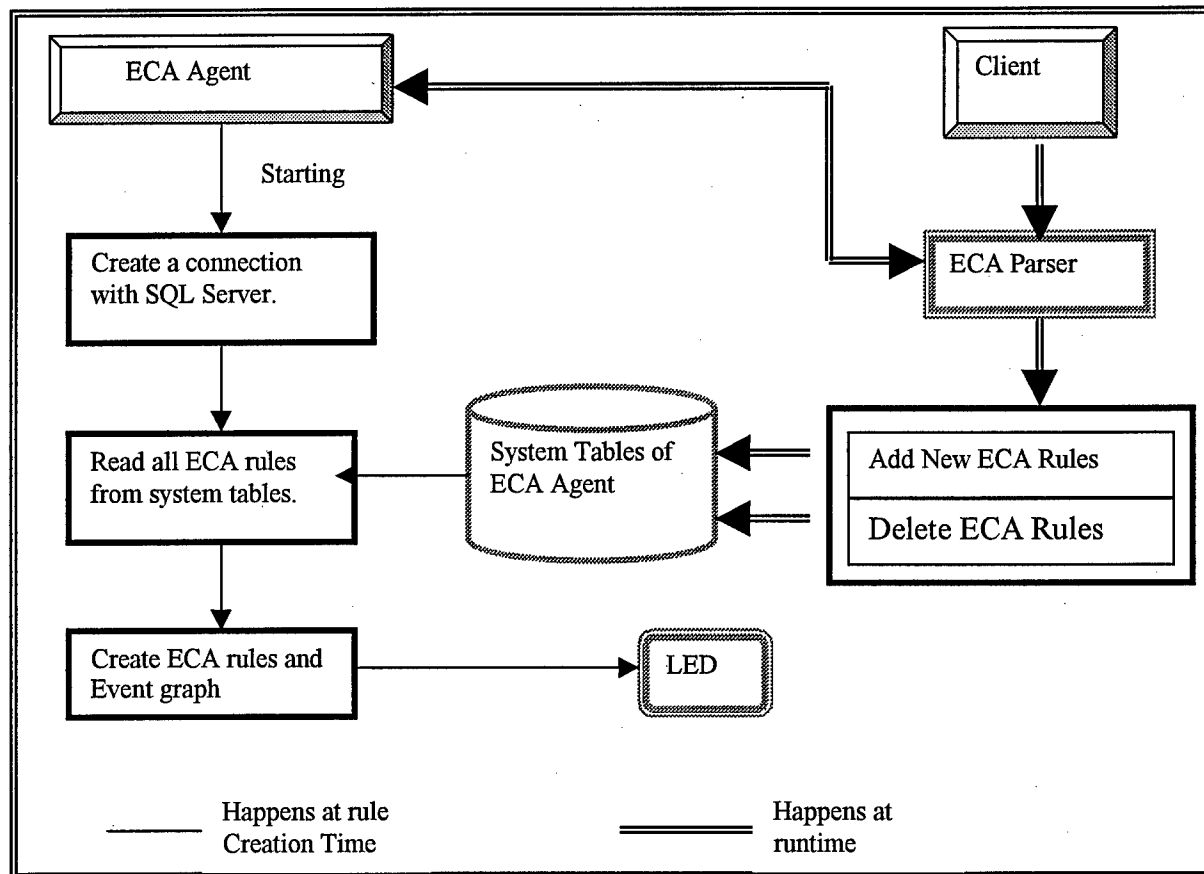 ECA Agent
Client
Starting
Create a connection
with SQL Server.
ECA Parser
Read all ECA rules
from system tables.
System Tables of
ECA Agent
Add New ECA Rules
Delete ECA Rules
Create ECA rules and
Event graph
LED
Happens at rule
Creation Time
Happens at
runtime